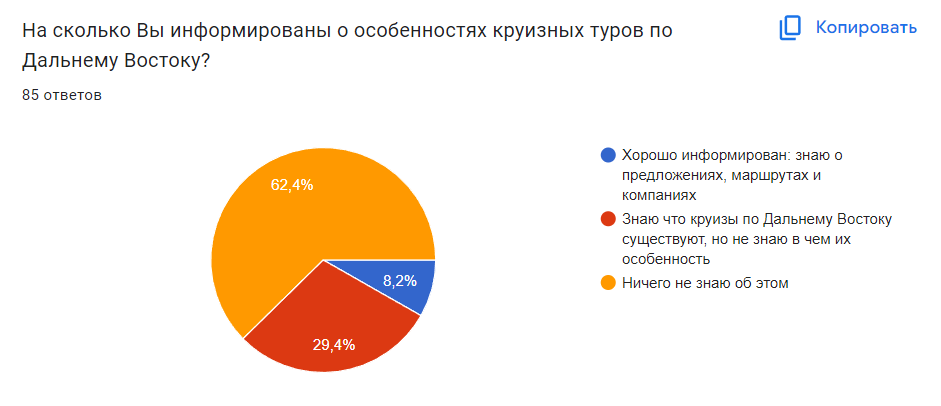 На сколько Вы информированы о особенностях круизных туров по
Дальнему Востоку?
Копировать
85 ответов
62,4%
8,2%
29,4%
Хорошо информирован: знаю о
предложениях, маршрутах и
компаниях
Знаю что круизы по Дальнему Востоку
существуют, но не знаю в чем их
особенность
Ничего не знаю об этом